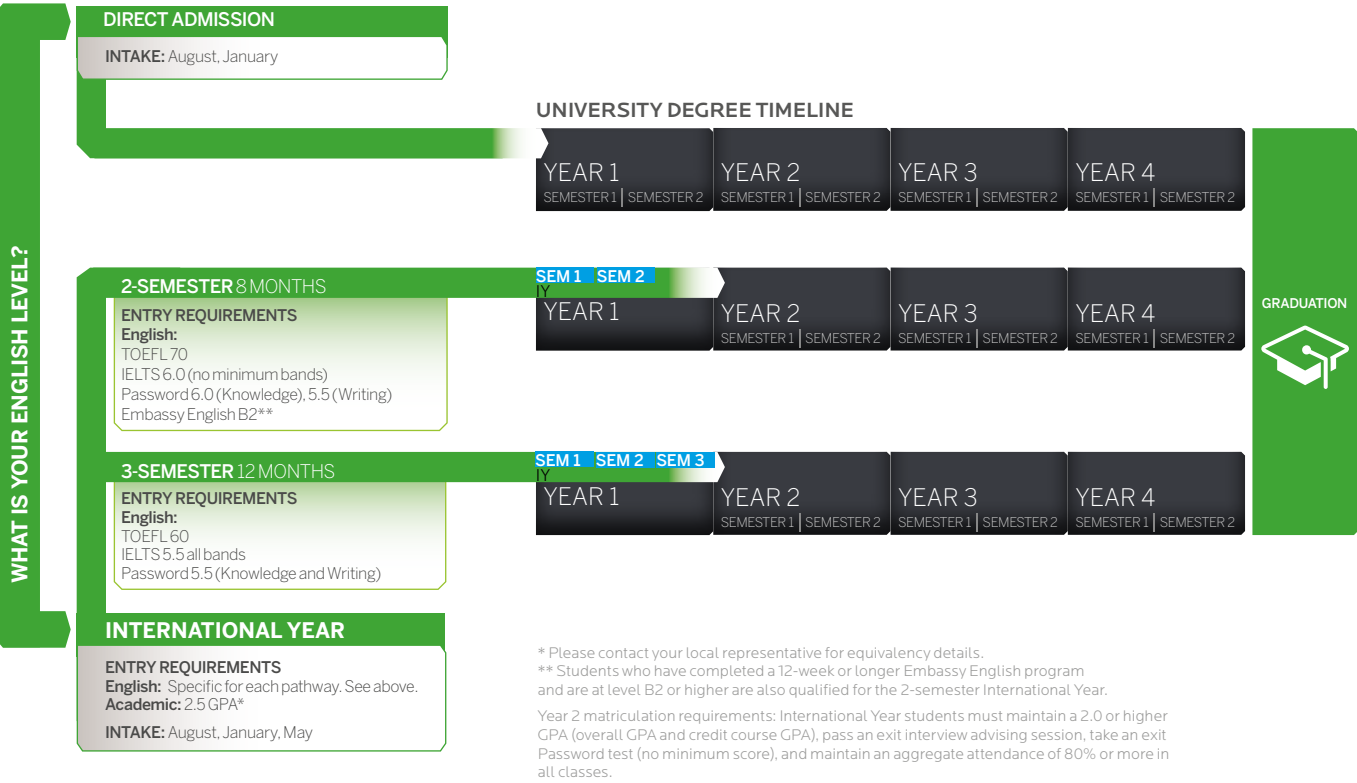 WHAT IS YOUR ENGLISH LEVEL?
DIRECT ADMISSION
INTAKE: August, January
UNIVERSITY DEGREE TIMELINE
YEAR 1
SEMESTER 1 | SEMESTER 2
YEAR 2
SEMESTER 1 | SEMESTER 2
YEAR 3
SEMESTER 1 | SEMESTER 2
YEAR 4
SEMESTER 1 | SEMESTER 2
2-SEMESTER 8 MONTHS
ENTRY REQUIREMENTS
English:
TOEFL 70
IELTS 6.0 (no minimum bands)
Password 6.0 (Knowledge), 5.5 (Writing)
Embassy English B2**
SEM 1 SEM 2
IY
YEAR 1
YEAR 2
SEMESTER 1 | SEMESTER 2
YEAR 3
SEMESTER 1 | SEMESTER 2
YEAR 4
SEMESTER 1 | SEMESTER 2
GRADUATION
3-SEMESTER 12 MONTHS
ENTRY REQUIREMENTS
English:
TOEFL 60
IELTS 5.5 all bands
Password 5.5 (Knowledge and Writing)
SEM 1 SEM 2 SEM 3
IY
YEAR 1
YEAR 2
SEMESTER 1 | SEMESTER 2
YEAR 3
SEMESTER 1 | SEMESTER 2
YEAR 4
SEMESTER 1 | SEMESTER 2
INTERNATIONAL YEAR
ENTRY REQUIREMENTS
English: Specific for each pathway. See above.
Academic: 2.5 GPA*
INTAKE: August, January, May
* Please contact your local representative for equivalency details.
** Students who have completed a 12-week or longer Embassy English program
and are at level B2 or higher are also qualified for the 2-semester International Year.
Year 2 matriculation requirements: International Year students must maintain a 2.0 or higher
GPA (overall GPA and credit course GPA), pass an exit interview advising session, take an exit
Password test (no minimum score), and maintain an aggregate attendance of 80% or more in
all classes.